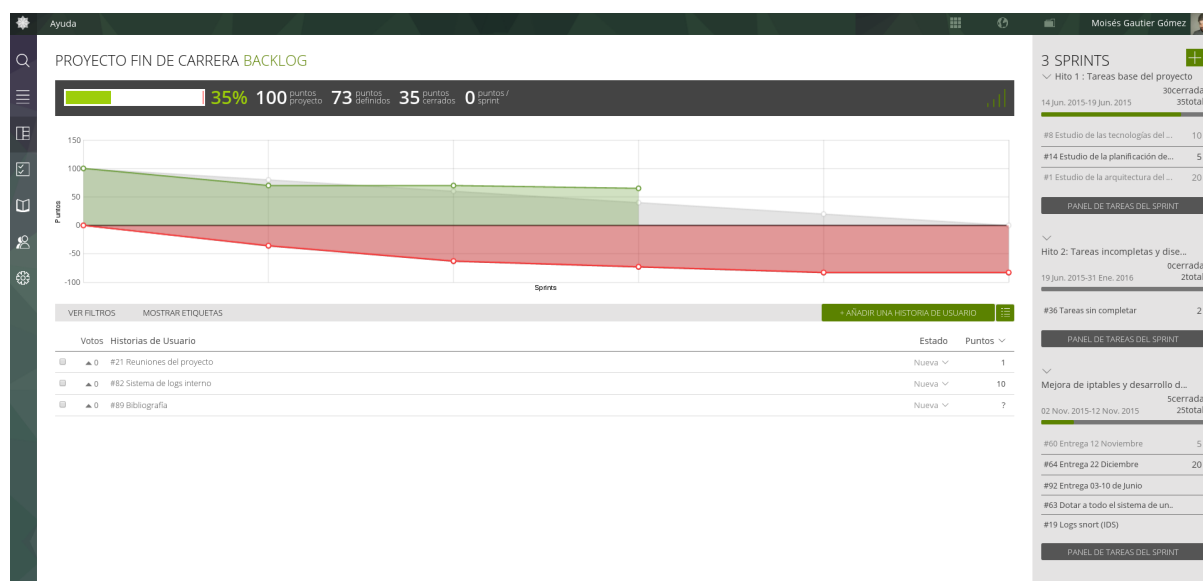 Ayuda
Moisés Gautier Gómez
PROYECTO FIN DE CARRERA BACKLOG
35% 100 puntos proyecto 73 puntos definidos 35 puntos cerrados 0 puntos / sprint
150
100
50
0
-50
-100
Puntos
Sprints
VER FILTROS MOSTRAR ETIQUETAS + AÑADIR UNA HISTORIA DE USUARIO
Votos Historias de Usuario Estado Puntos
0 #21 Reuniones del proyecto Nueva 1
0 #82 Sistema de logs interno Nueva 10
0 #89 Bibliografía Nueva ?
3 SPRINTS
Hito 1 : Tareas base del proyecto
30cerrada
14 Jun. 2015-19 Jun. 2015 35total
#8 Estudio de las tecnologías del ... 10
#14 Estudio de la planificación de... 5
#1 Estudio de la arquitectura del ... 20
PANEL DE TAREAS DEL SPRINT
Hito 2: Tareas incompletas y dise...
0cerrada
19 Jun. 2015-31 Ene. 2016 2total
#36 Tareas sin completar 2
PANEL DE TAREAS DEL SPRINT
Mejora de iptables y desarrollo d...
5cerrada
02 Nov. 2015-12 Nov. 2015 25total
#60 Entrega 12 Noviembre 5
#64 Entrega 22 Diciembre 20
#92 Entrega 03-10 de Junio
#63 Dotar a todo el sistema de un..
#19 Logs snort (IDS)
PANEL DE TAREAS DEL SPRINT